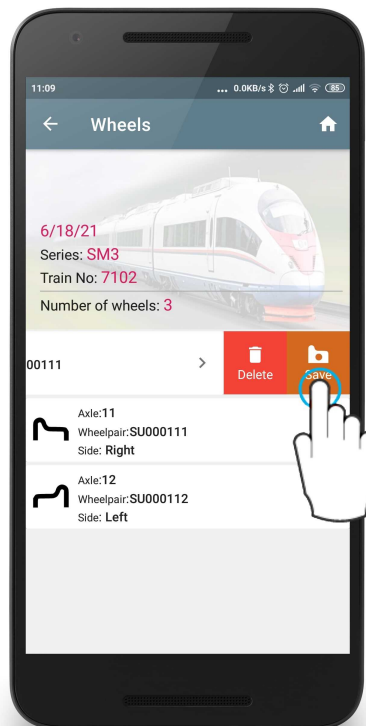 11:09
... 0.0KB/s 85
Wheels
6/18/21
Series: SM3
Train No: 7102
Number of wheels: 3
00111
Delete
Save
Axle:11
Wheelpair:SU000111
Side: Right
Axle:12
Wheelpair:SU000112
Side: Left